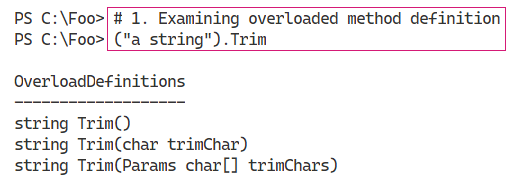 PS C:\Foo> # 1. Examining overloaded method definition
PS C:\Foo> ("a string").Trim
OverloadDefinitions
-------------------
string Trim()
string Trim(char trimChar)
string Trim(Params char[] trimChars)